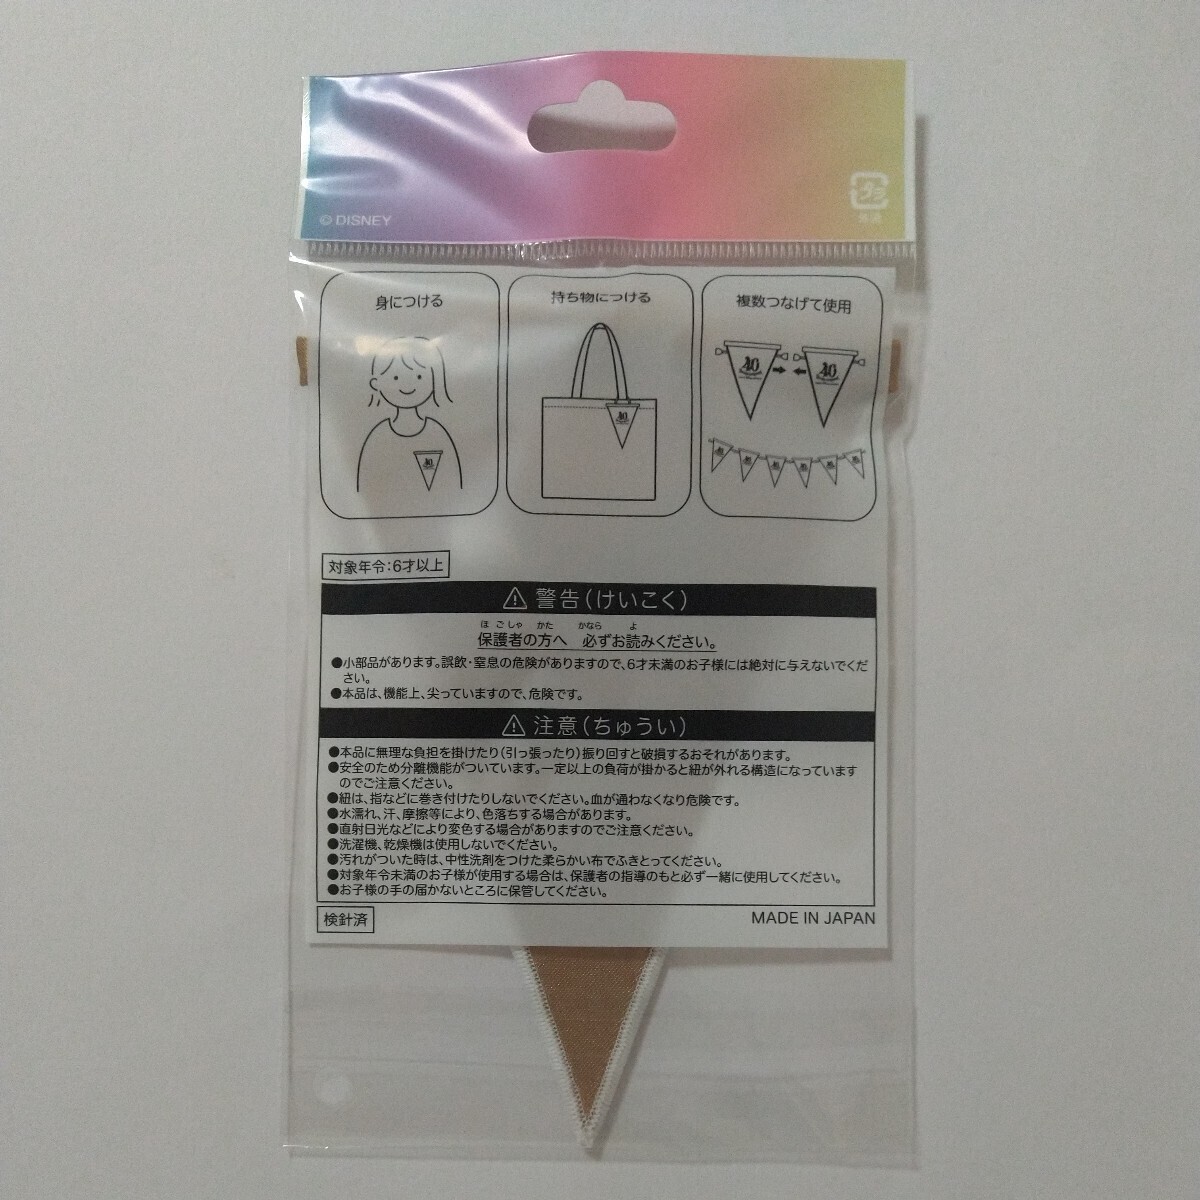 © DISNEY
プラ
身につける
持ち物につける
複数つなげて使用
40
40
40
40
対象年令:6才以上
警告(けいこく)
ほごしゃ かた かなら よ
保護者の方へ 必ずお読みください。
●小部品があります。誤飲・窒息の危険がありますので、6才未満のお子様には絶対に与えないでくだ
さい。
●本品は、機能上、尖っていますので、危険です。
注意(ちゅうい)
●本品に無理な負担を掛けたり(引っ張ったり)振り回すと破損するおそれがあります。
●安全のため分離機能がついています。一定以上の負荷が掛かると紐が外れる構造になっています
のでご注意ください。
●紐は、指などに巻き付けたりしないでください。血が通わなくなり危険です。
●水濡れ、汗、摩擦等により、色落ちする場合があります。
●直射日光などにより変色する場合がありますのでご注意ください。
●洗濯機、乾燥機は使用しないでください。
●汚れがついた時は、中性洗剤をつけた柔らかい布でふきとってください。
●対象年令未満のお子様が使用する場合は、保護者の指導のもと必ず一緒に使用してください。
●お子様の手の届かないところに保管してください。
検針済
MADE IN JAPAN